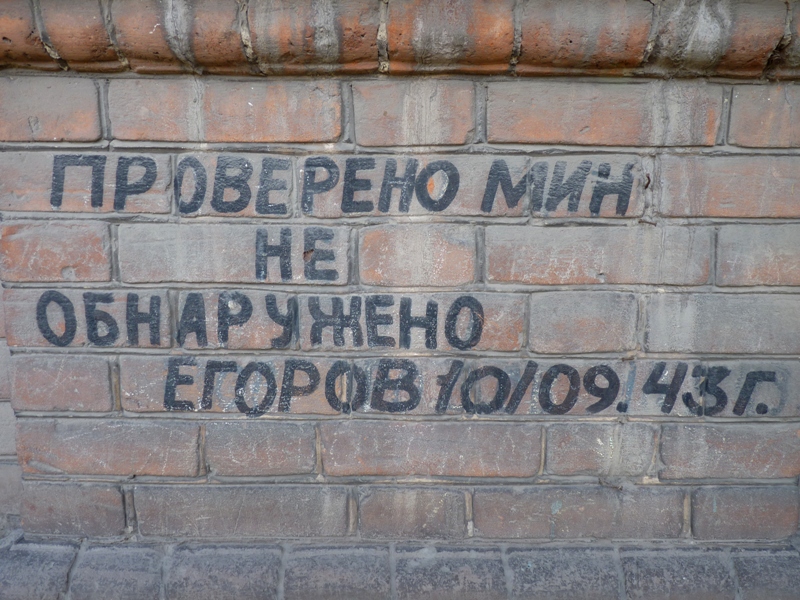 ПРОВЕРЕНО МИН
НЕ
ОБНАРУЖЕНО
ЕГОРОВ 10/09.43г.